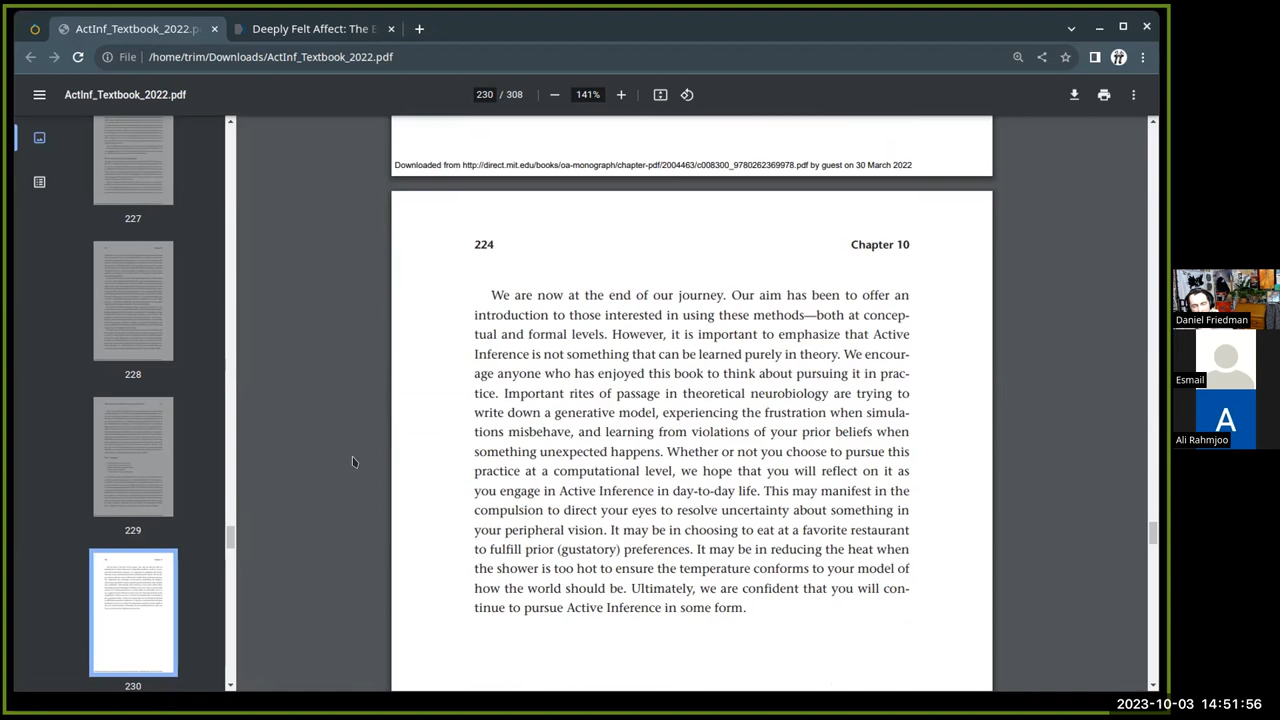 ActInf_Textbook_2022.p
Deeply Felt Affect: The E
File
/home/trim/Downloads/ActInf_Textbook_2022.pdf
ActInf_Textbook_2022.pdf
230 / 308
141%
227
228
229
230
Downloaded from http://direct.mit.edu/books/oa-monograph/chapter-pdf/2004463/c008300_9780262369978.pdf by guest on 30 March 2022
224 Chapter 10
We are now at the end of our journey. Our aim has been to offer an
introduction to those interested in using these methods—both at concep-
tual and formal levels. However, it is important to emphasize that Active
Inference is not something that can be learned purely in theory. We encour-
age anyone who has enjoyed this book to think about pursuing it in prac-
tice. Important rites of passage in theoretical neurobiology are trying to
write down a generative model, experiencing the frustration when simula-
tions misbehave, and learning from violations of your prior beliefs when
something unexpected happens. Whether or not you choose to pursue this
practice at a computational level, we hope that you will reflect on it as
you engage in Active Inference in day-to-day life. This may manifest in the
compulsion to direct your eyes to resolve uncertainty about something in
your peripheral vision. It may be in choosing to eat at a favorite restaurant
to fulfill prior (gustatory) preferences. It may be in reducing the heat when
the shower is too hot to ensure the temperature conforms to your model of
how the world should be. Ultimately, we are confident that you will con-
tinue to pursue Active Inference in some form.
Daniel Friedman
Esmail
A
Ali Rahmjoo
2023-10-03 14:51:56